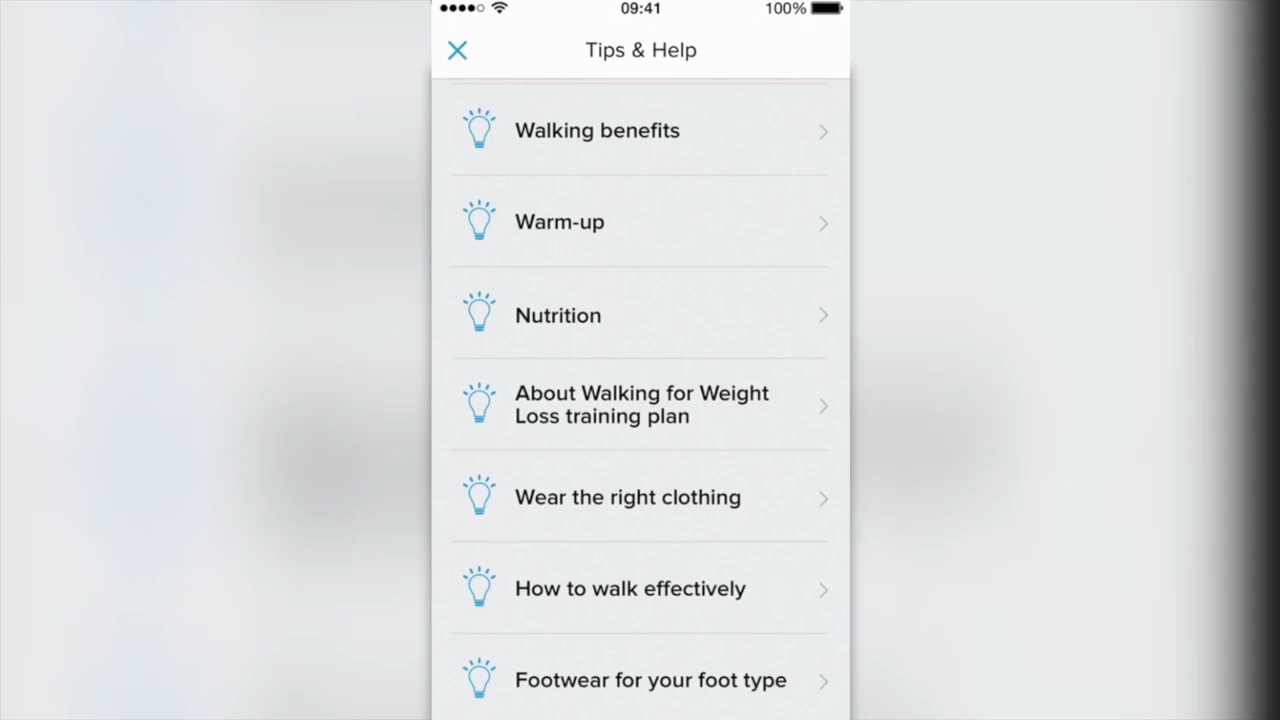 09:41
100%
Tips & Help
Walking benefits
Warm-up
Nutrition
About Walking for Weight
Loss training plan
Wear the right clothing
How to walk effectively
Footwear for your foot type